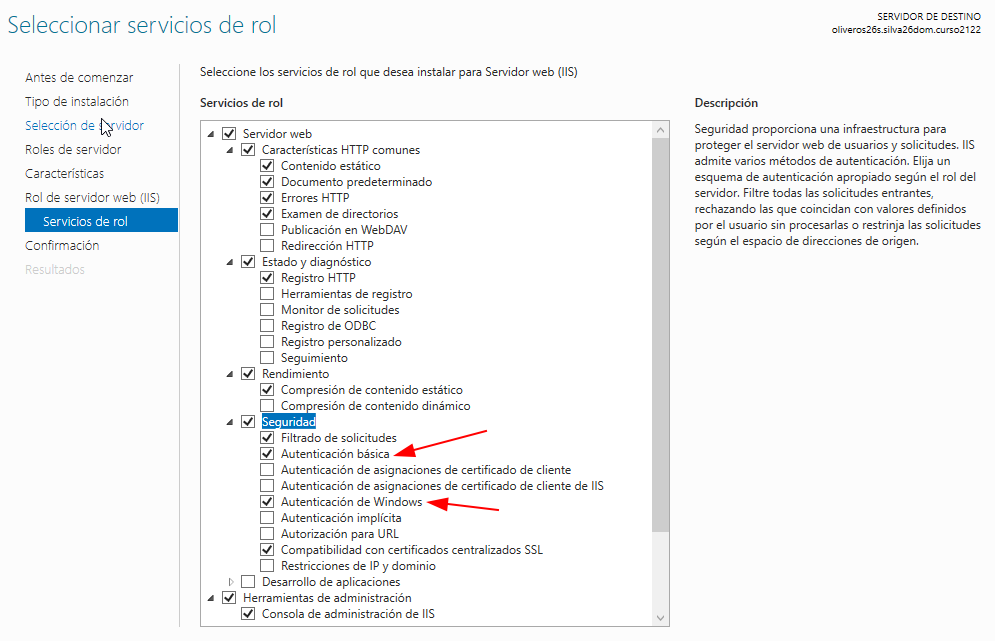 Seleccionar servicios de rol
SERVIDOR DE DESTINO
oliveros26s.silva26dom.curso2122
Antes de comenzar
Tipo de instalación
Selección de servidor
Roles de servidor
Características
Rol de servidor web (IIS)
Servicios de rol
Confirmación
Resultados
Seleccione los servicios de rol que desea instalar para Servidor web (IIS)
Servicios de rol
Servidor web
Características HTTP comunes
Contenido estático
Documento predeterminado
Errores HTTP
Examen de directorios
Publicación en WebDAV
Redirección HTTP
Estado y diagnóstico
Registro HTTP
Herramientas de registro
Monitor de solicitudes
Registro de ODBC
Registro personalizado
Seguimiento
Rendimiento
Compresión de contenido estático
Compresión de contenido dinámico
Seguridad
Filtrado de solicitudes
Autenticación básica
Autenticación de asignaciones de certificado de cliente
Autenticación de asignaciones de certificado de cliente de IIS
Autenticación de Windows
Autenticación implícita
Autorización para URL
Compatibilidad con certificados centralizados SSL
Restricciones de IP y dominio
Desarrollo de aplicaciones
Herramientas de administración
Consola de administración de IIS
Descripción
Seguridad proporciona una infraestructura para
proteger el servidor web de usuarios y solicitudes. IIS
admite varios métodos de autenticación. Elija un
esquema de autenticación apropiado según el rol del
servidor. Filtre todas las solicitudes entrantes,
rechazando las que coincidan con valores definidos
por el usuario sin procesarlas o restrinja las solicitudes
según el espacio de direcciones de origen.